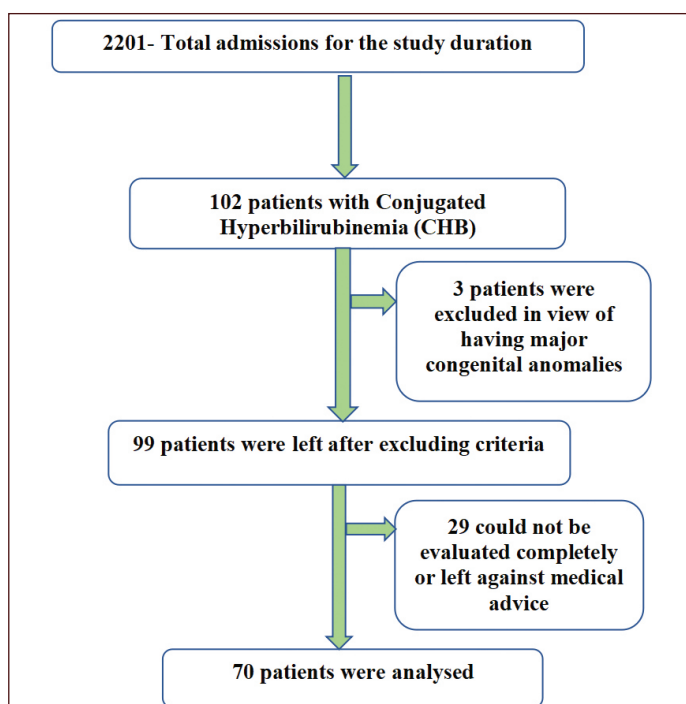 2201- Total admissions for the study duration
102 patients with Conjugated
Hyperbilirubinemia (CHB)
3 patients were
excluded in view of
having major
congenital anomalies
99 patients were left after excluding criteria
29 could not be
evaluated completely
or left against medical
advice
70 patients were analysed